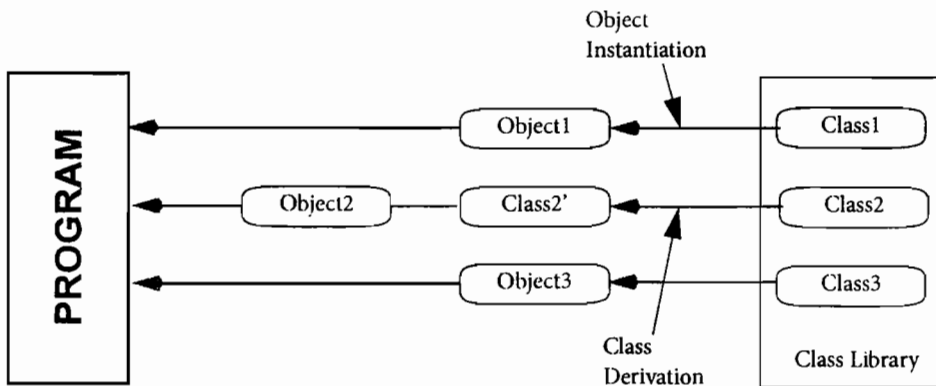 Object
Instantiation
PROGRAM
Object1
Class1
Object2
Class2'
Class2
Object3
Class3
Class
Derivation
Class Library